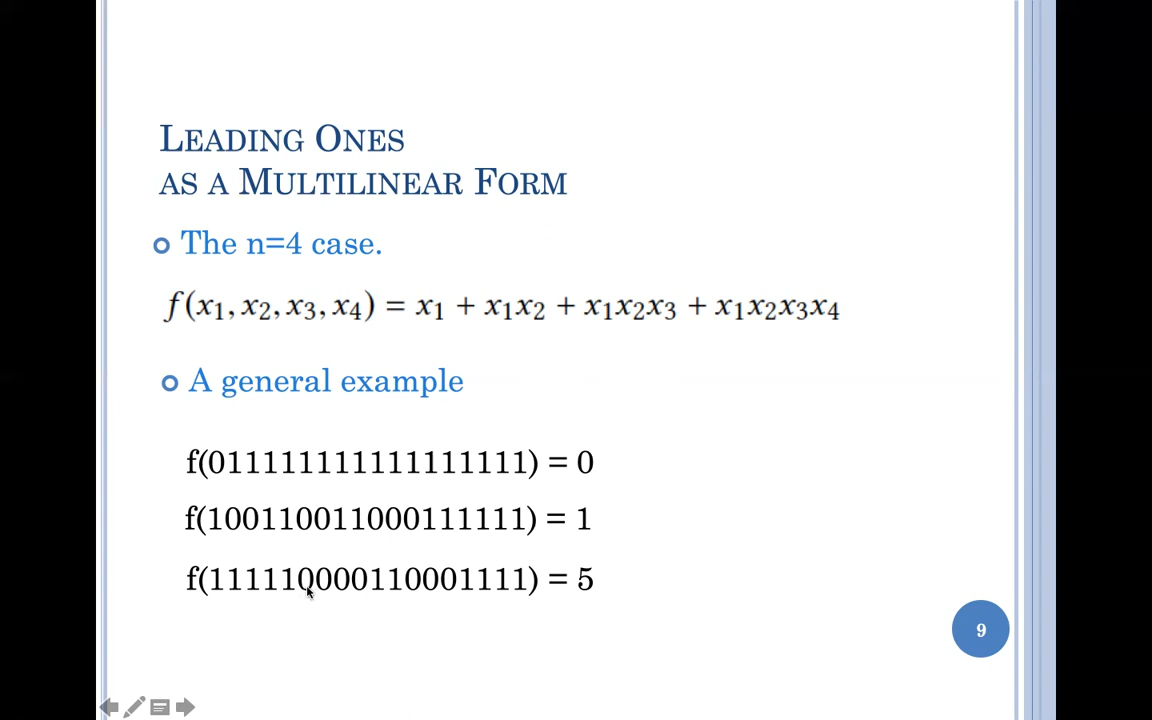 LEADING ONES
AS A MULTILINEAR FORM
The n=4 case.
f(x₁, x₂, x₃, x₄) = x₁ + x₁x₂ + x₁x₂x₃ + x₁x₂x₃x₄
A general example
f(011111111111111111) = 0
f(100110011000111111) = 1
f(111110000110001111) = 5
9